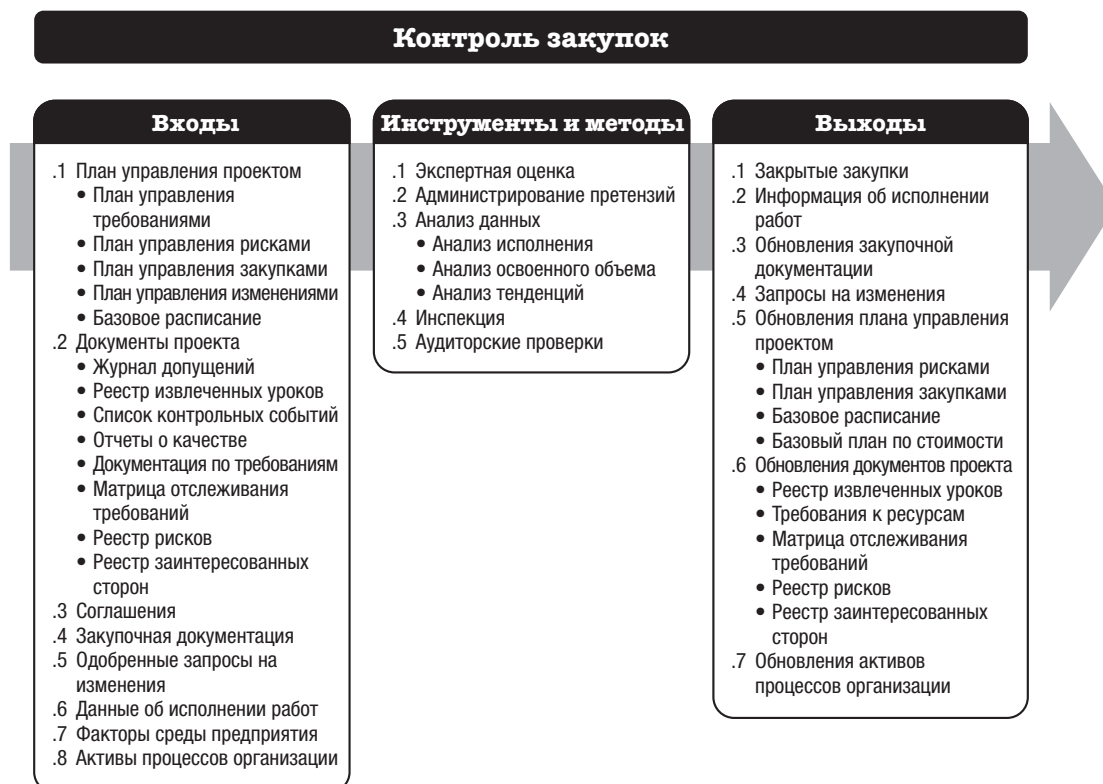 Контроль закупок
Входы
.1 План управления проектом
• План управления
требованиями
• План управления рисками
• План управления закупками
• План управления изменениями
• Базовое расписание
.2 Документы проекта
• Журнал допущений
• Реестр извлеченных уроков
• Список контрольных событий
• Отчеты о качестве
• Документация по требованиям
• Матрица отслеживания
требований
• Реестр рисков
• Реестр заинтересованных
сторон
.3 Соглашения
.4 Закупочная документация
.5 Одобренные запросы на
изменения
.6 Данные об исполнении работ
.7 Факторы среды предприятия
.8 Активы процессов организации
Инструменты и методы
.1 Экспертная оценка
.2 Администрирование претензий
.3 Анализ данных
• Анализ исполнения
• Анализ освоенного объема
• Анализ тенденций
.4 Инспекция
.5 Аудиторские проверки
Выходы
.1 Закрытые закупки
.2 Информация об исполнении
работ
.3 Обновления закупочной
документации
.4 Запросы на изменения
.5 Обновления плана управления
проектом
• План управления рисками
• План управления закупками
• Базовое расписание
• Базовый план по стоимости
.6 Обновления документов проекта
• Реестр извлеченных уроков
• Требования к ресурсам
• Матрица отслеживания
требований
• Реестр рисков
• Реестр заинтересованных
сторон
.7 Обновления активов
процессов организации